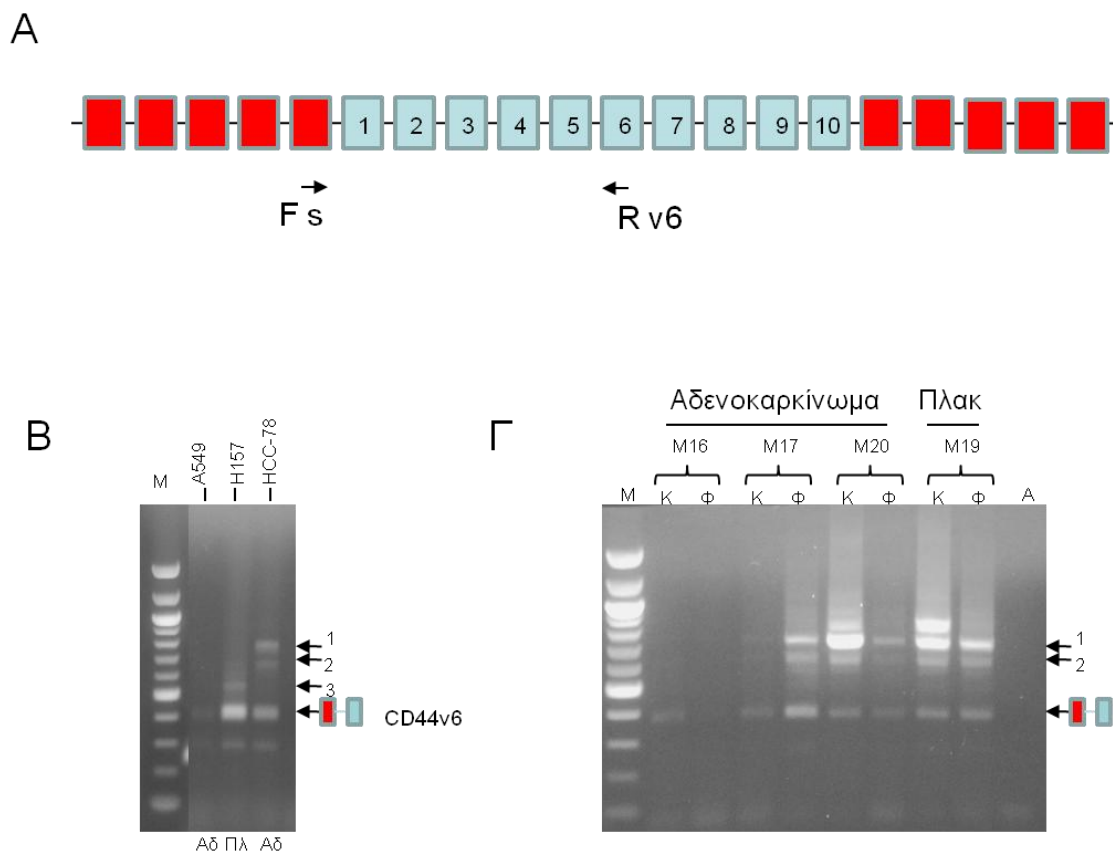 Α
1 2 3 4 5 6 7 8 9 10
F s
R v6
Β
M
A549
H157
HCC-78
1
2
3
CD44v6
Αδ Πλ Αδ
Γ
Αδενοκαρκίνωμα Πλακ
M16 M17 M20 M19
M Κ Φ Κ Φ Κ Φ Κ Φ Α
1
2